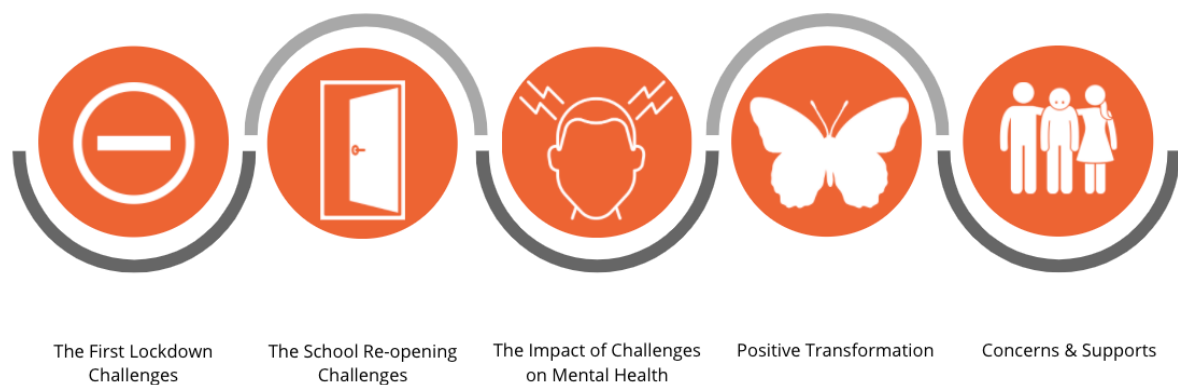 The First Lockdown
Challenges
The School Re-opening
Challenges
The Impact of Challenges
on Mental Health
Positive Transformation
Concerns & Supports